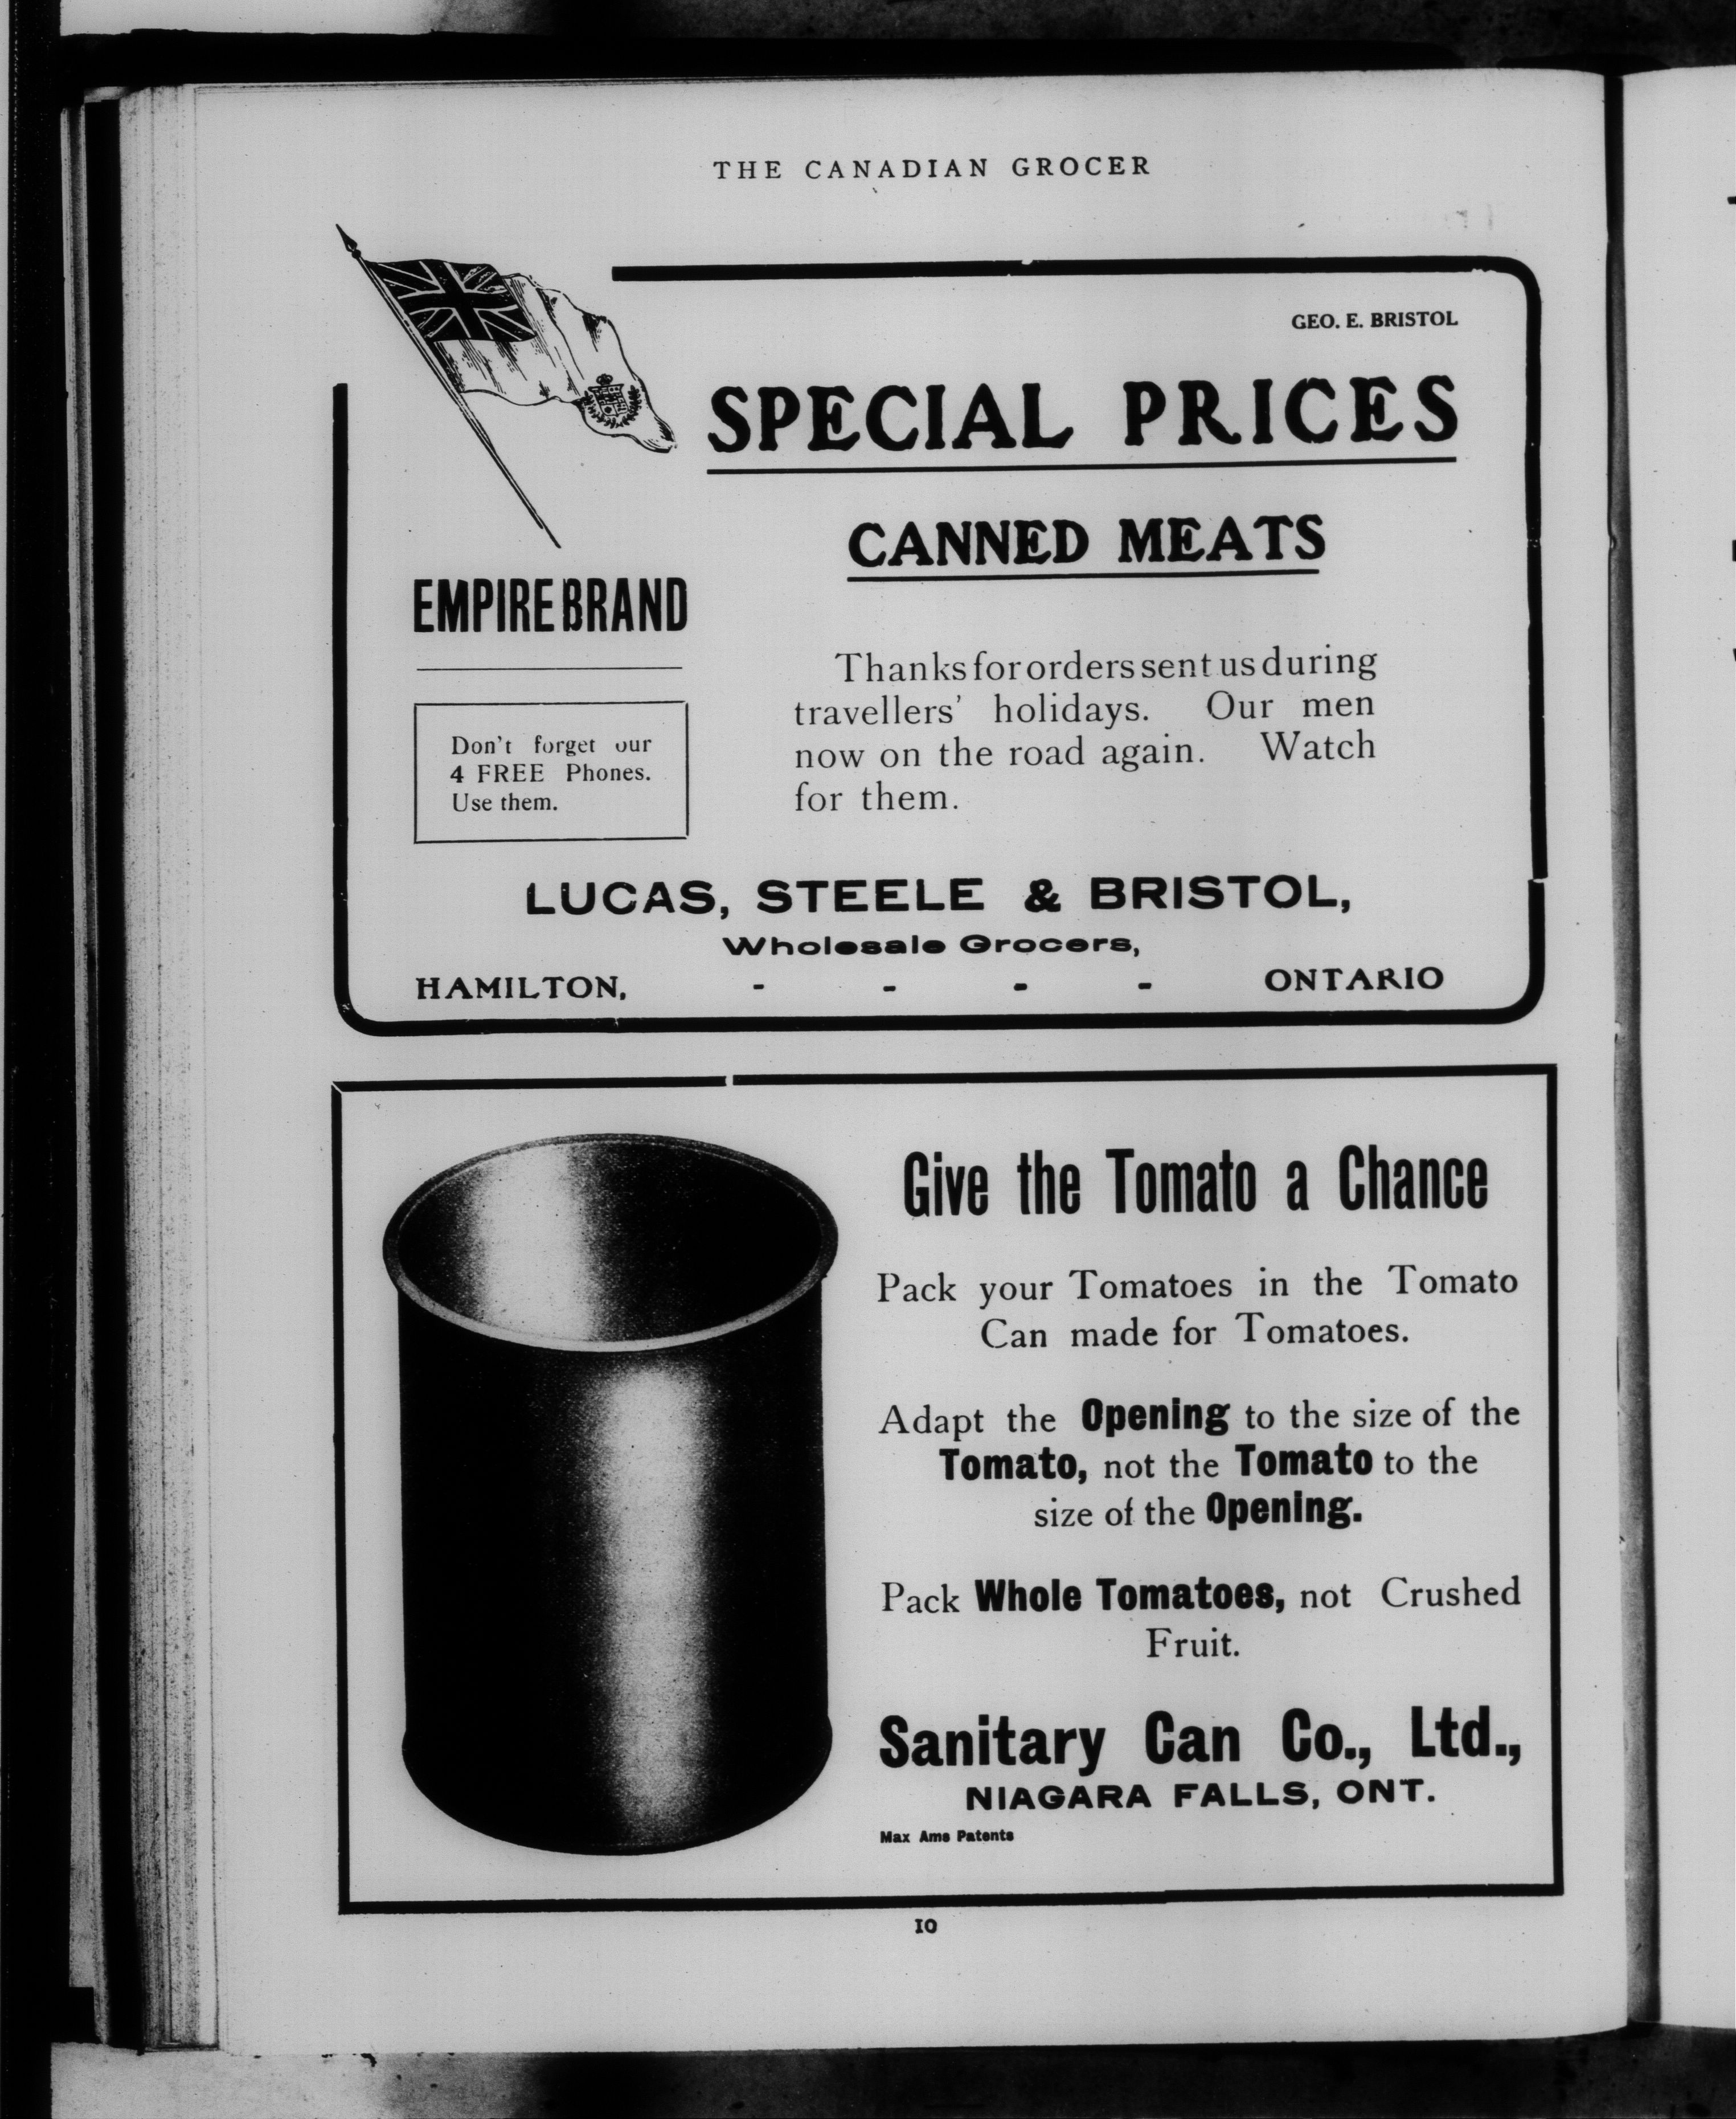 THE CANADIAN GROCER
GEO. E. BRISTOL
SPECIAL PRICES
CANNED MEATS
EMPIRE BRAND
Don't forget our
4 FREE Phones.
Use them.
Thanks for orders sent us during
travellers' holidays. Our men
now on the road again. Watch
for them.
LUCAS, STEELE & BRISTOL,
Wholesale Grocers,
HAMILTON, - - - - ONTARIO
Give the Tomato a Chance
Pack your Tomatoes in the Tomato
Can made for Tomatoes.
Adapt the Opening to the size of the
Tomato, not the Tomato to the
size of the Opening.
Pack Whole Tomatoes, not Crushed
Fruit.
Sanitary Can Co., Ltd.,
NIAGARA FALLS, ONT.
Max Ams Patents
10